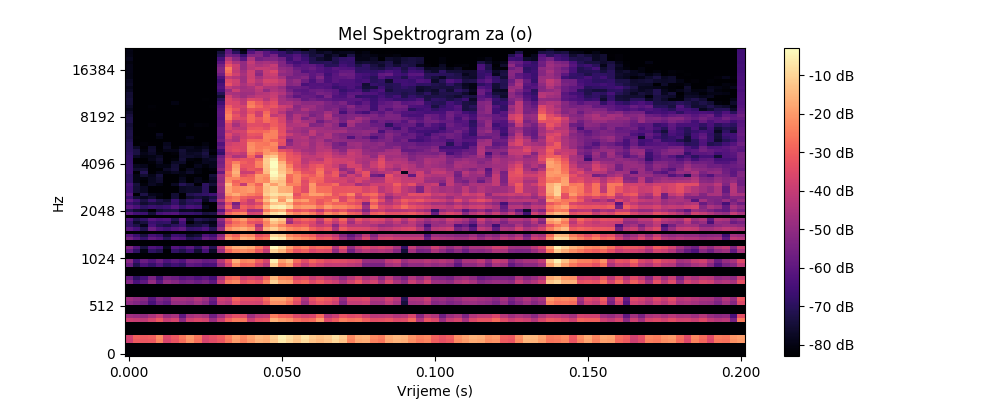 Mel Spektrogram za (o)
Hz
16384
8192
4096
2048
1024
512
0
0.000 0.050 0.100 0.150 0.200
Vrijeme (s)
-10 dB
-20 dB
-30 dB
-40 dB
-50 dB
-60 dB
-70 dB
-80 dB